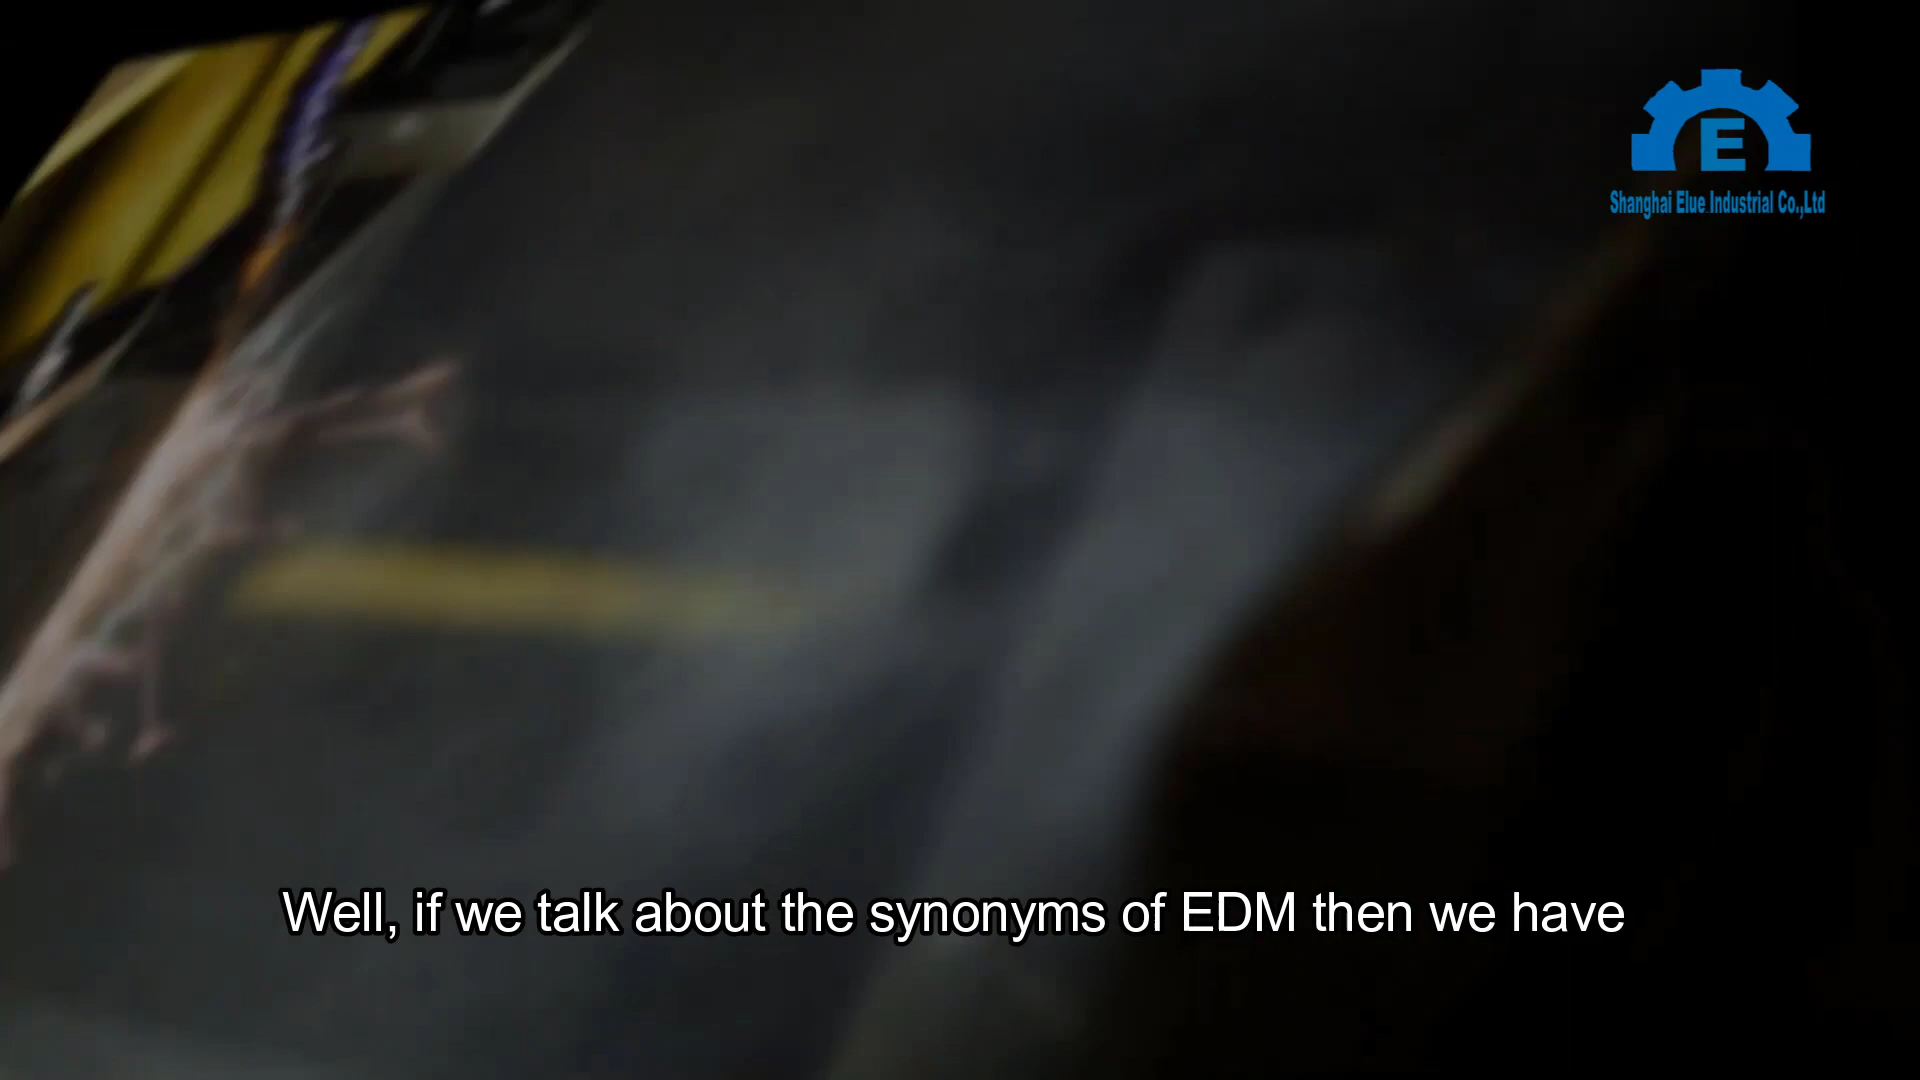 E
Shanghai Elue Industrial Co.,Ltd
Well, if we talk about the synonyms of EDM then we have